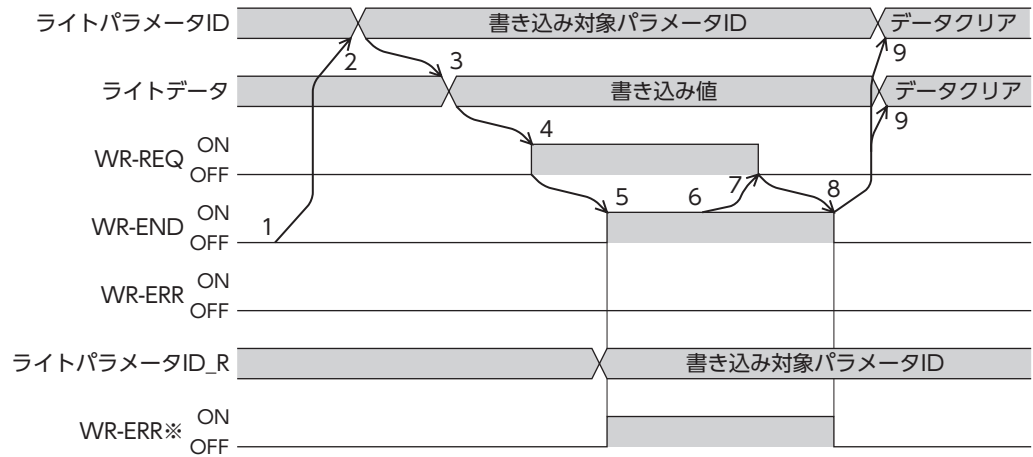 ライトパラメータID
書き込み対象パラメータID
データクリア
2
3
9
ライトデータ
書き込み値
データクリア
4
9
WR-REQ
ON
OFF
5
6
7
8
WR-END
ON
OFF
1
WR-ERR
ON
OFF
ライトパラメータID_R
書き込み対象パラメータID
WR-ERR※
ON
OFF